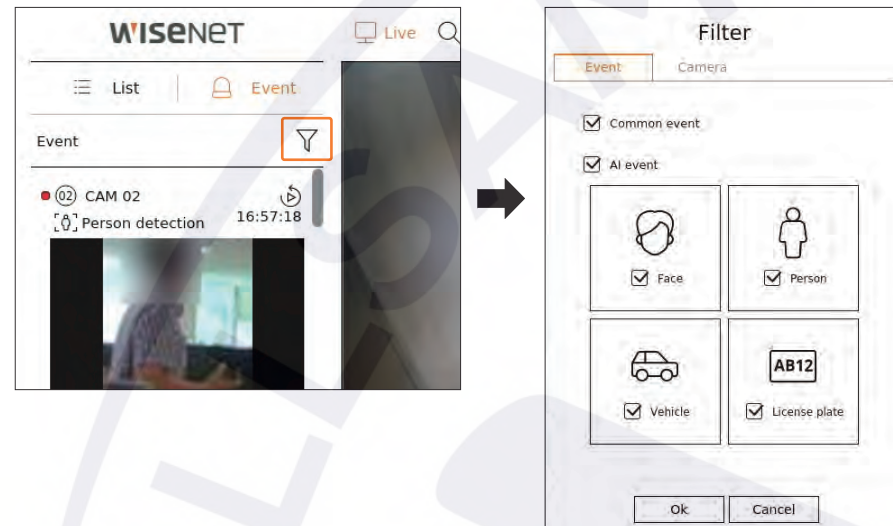 WISENET
Live
List
Event
Event
02 CAM 02
Person detection
16:57:18
Filter
Event
Camera
Common event
AI event
Face
Person
Vehicle
AB12
License plate
Ok
Cancel